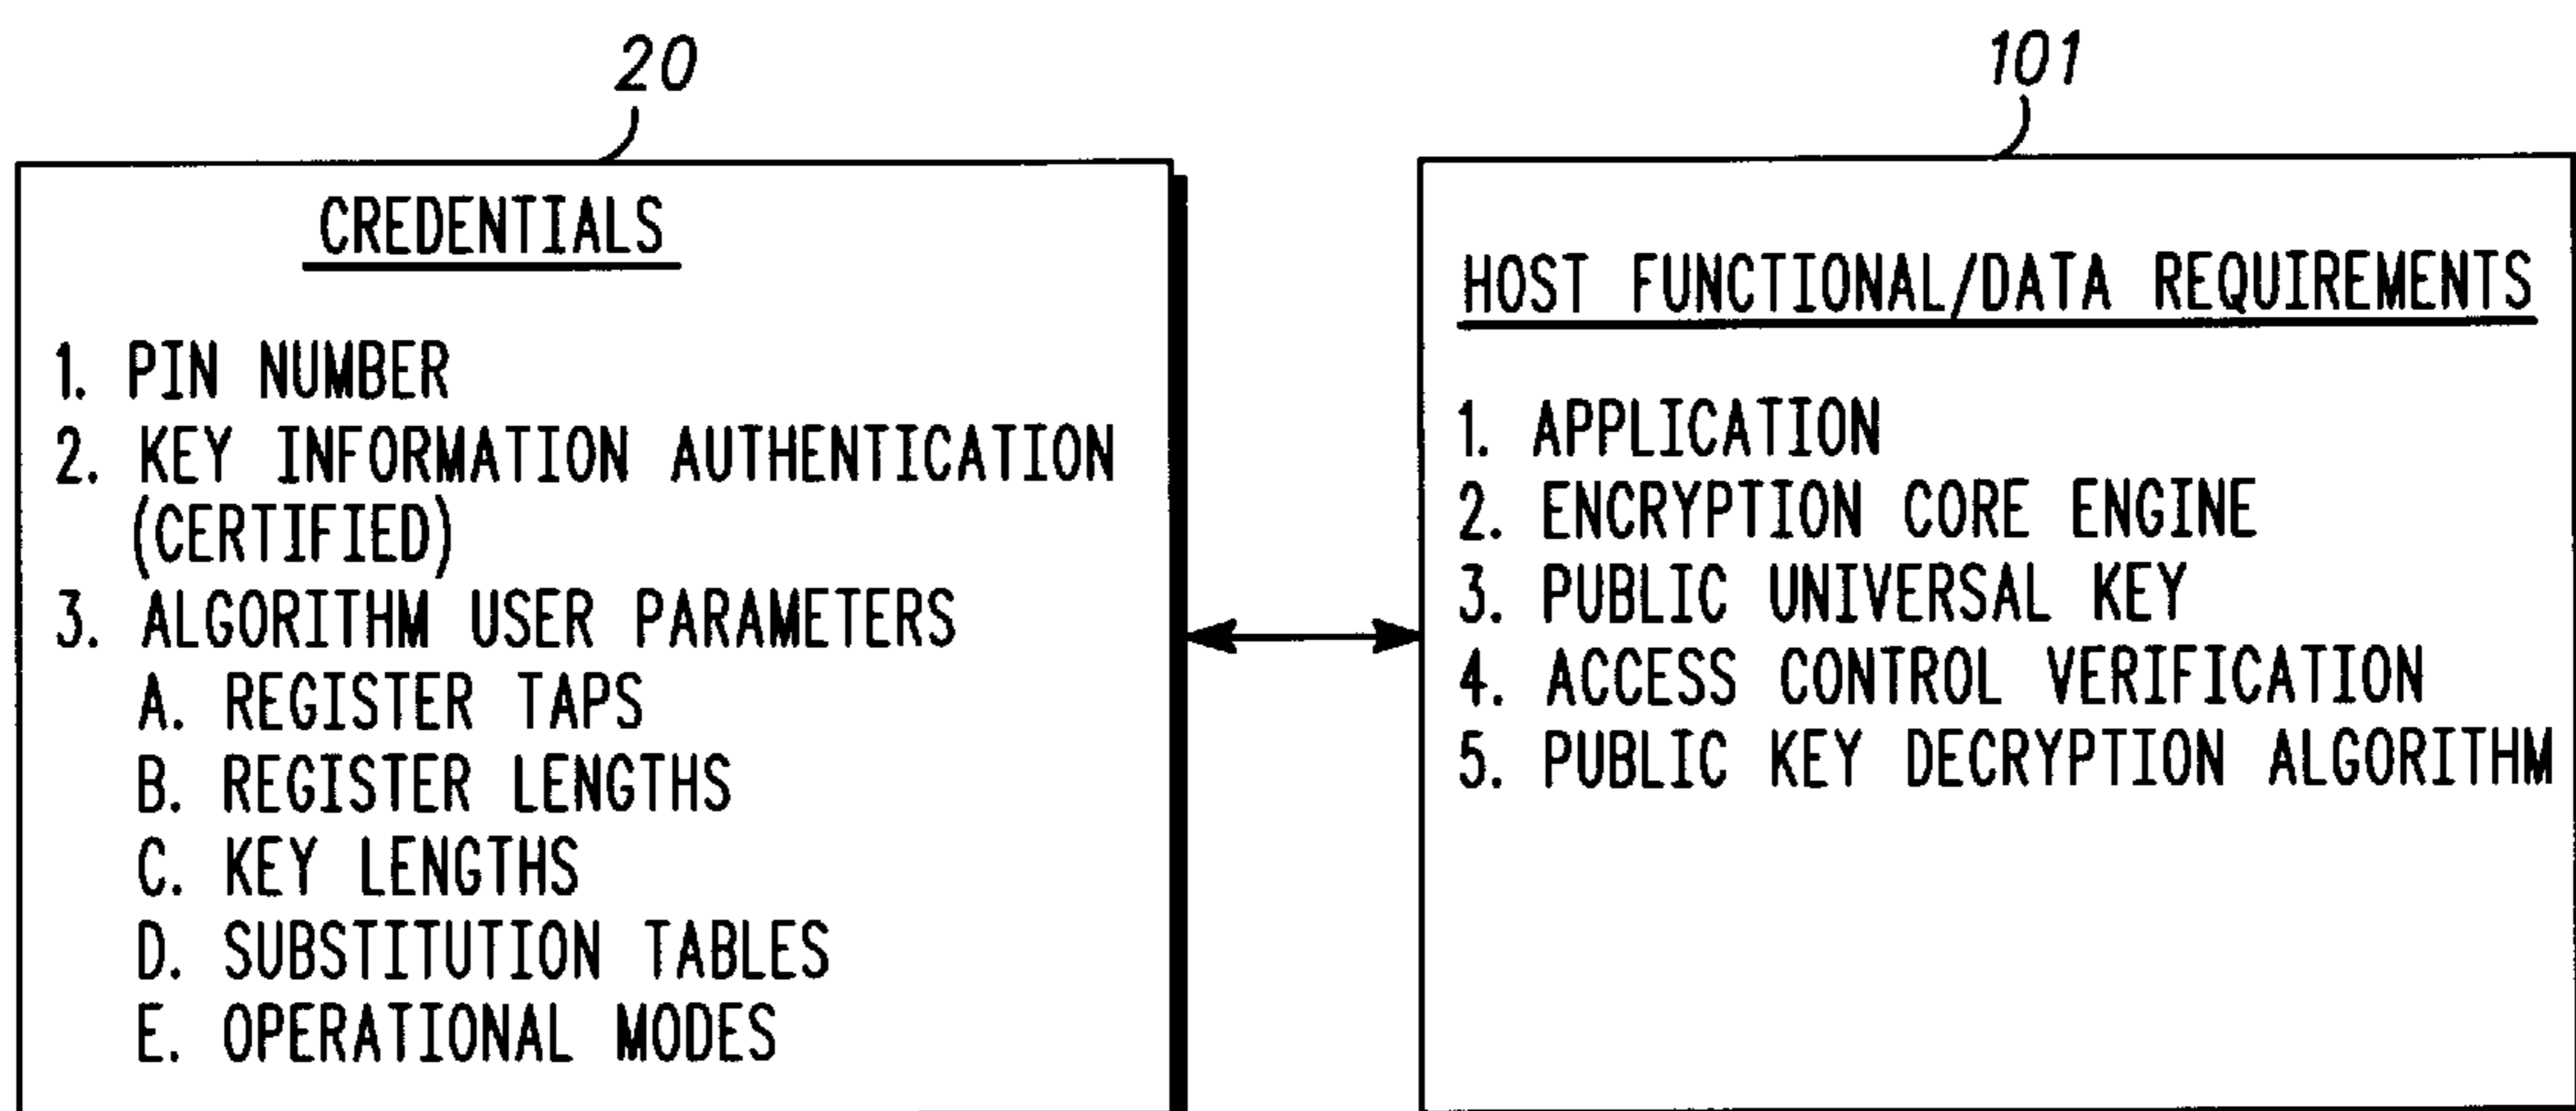 20
CREDENTIALS
1. PIN NUMBER
2. KEY INFORMATION AUTHENTICATION
(CERTIFIED)
3. ALGORITHM USER PARAMETERS
A. REGISTER TAPS
B. REGISTER LENGTHS
C. KEY LENGTHS
D. SUBSTITUTION TABLES
E. OPERATIONAL MODES
101
HOST FUNCTIONAL/DATA REQUIREMENTS
1. APPLICATION
2. ENCRYPTION CORE ENGINE
3. PUBLIC UNIVERSAL KEY
4. ACCESS CONTROL VERIFICATION
5. PUBLIC KEY DECRYPTION ALGORITHM